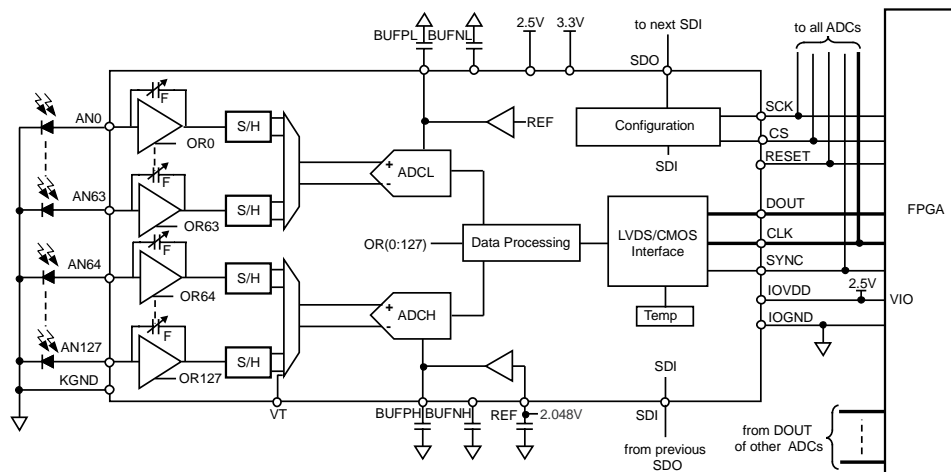 BUFPL
BUFNL
2.5V
3.3V
to next SDI
SDO
to all ADCs
FPGA
AN0
F
OR0
S/H
REF
Configuration
SDI
SCK
CS
RESET
ADCL
+
-
AN63
F
OR63
S/H
DOUT
OR(0:127)
Data Processing
LVDS/CMOS
Interface
CLK
AN64
F
OR64
S/H
SYNC
2.5V
IOVDD
VIO
ADCH
+
-
Temp
IOGND
AN127
F
OR127
S/H
KGND
VT
SDI
BUFPH
BUFNH
REF
2.048V
SDI
from previous
SDO
from DOUT
of other ADCs